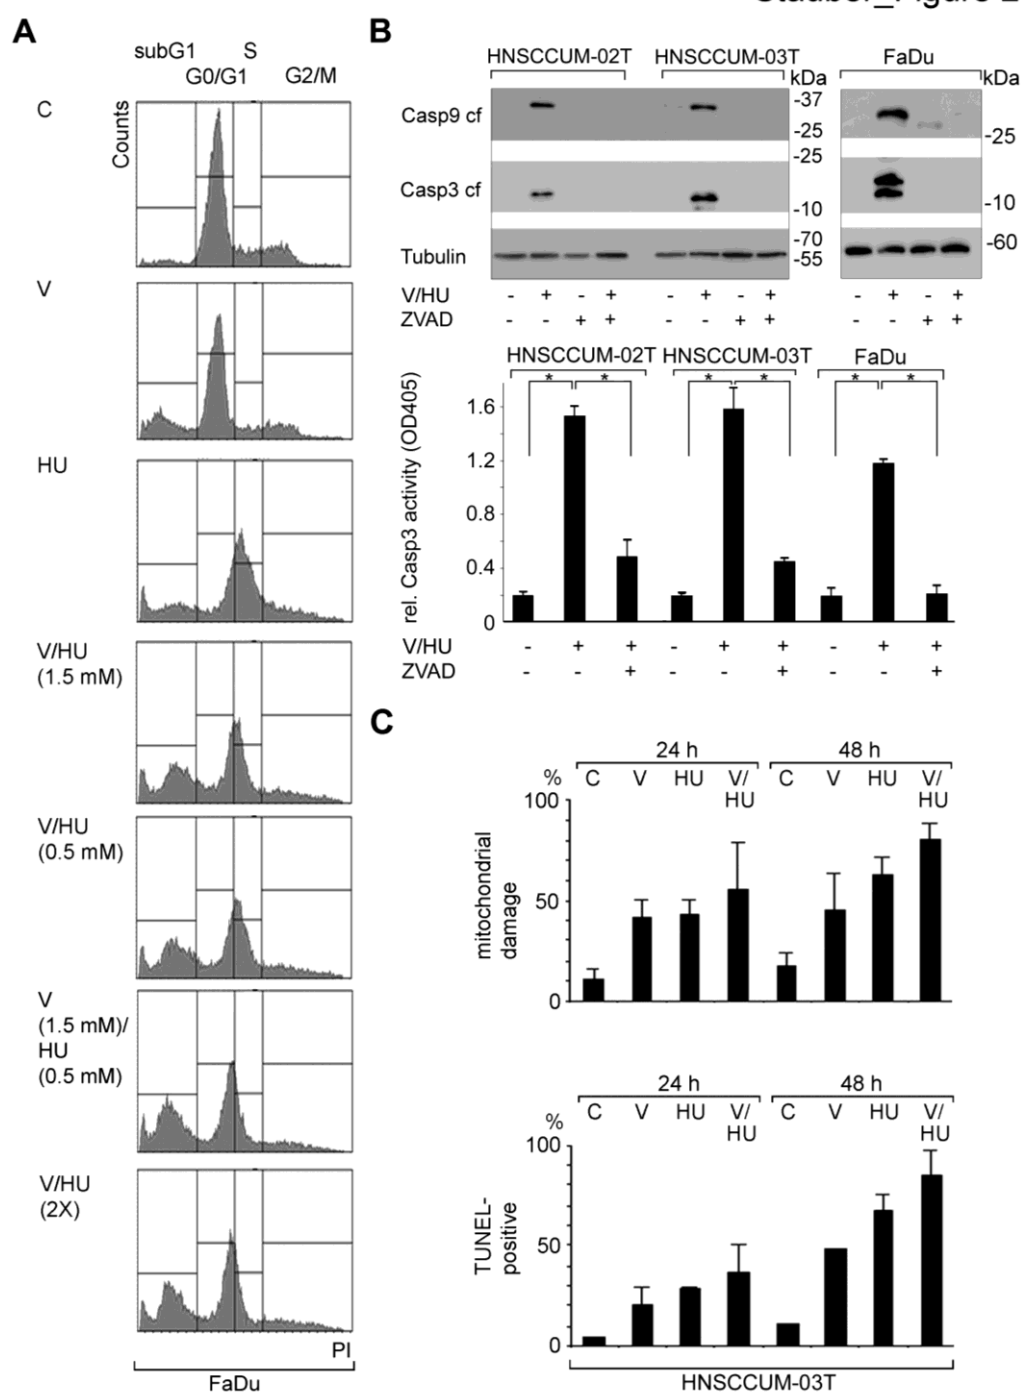 A
subG1
S
G0/G1
G2/M
C
Counts
V
HU
V/HU
(1.5 mM)
V/HU
(0.5 mM)
V
(1.5 mM)/
HU
(0.5 mM)
V/HU
(2X)
PI
FaDu
B
HNSCCUM-02T
HNSCCUM-03T
FaDu
kDa
kDa
Casp9 cf
-37
-25
-25
-25
Casp3 cf
-10
-10
Tubulin
-70
-55
-60
V/HU - + - + - + - + - + - +
ZVAD - - + + - - + + - - + +
HNSCCUM-02T HNSCCUM-03T FaDu
* * * * * *
rel. Casp3 activity (OD405)
1.6
1.2
0.8
0.4
0
V/HU - + + - + + - + +
ZVAD - - + - - + - - +
C
24 h 48 h
% C V HU V/ C V HU V/
HU HU
100
50
0
mitochondrial
damage
24 h 48 h
% C V HU V/ C V HU V/
HU HU
100
50
0
TUNEL-
positive
HNSCCUM-03T